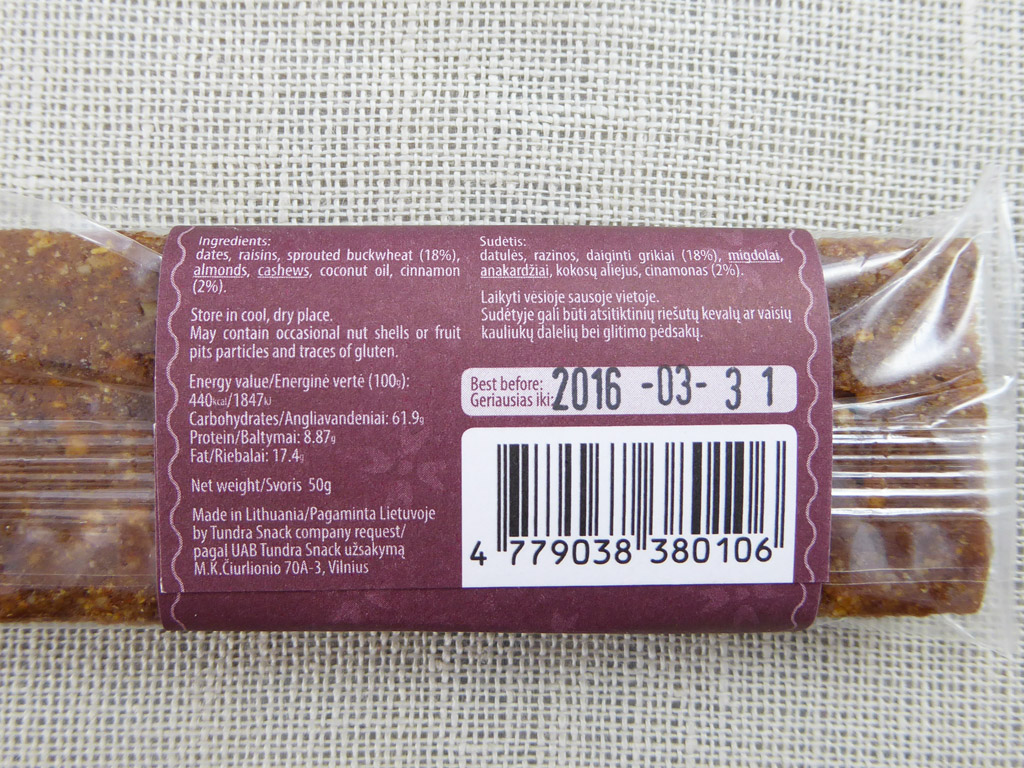 Ingredients:
dates, raisins, sprouted buckwheat (18%),
almonds, cashews, coconut oil, cinnamon
(2%).
Store in cool, dry place.
May contain occasional nut shells or fruit
pits particles and traces of gluten.
Energy value/Energinė vertė (100g):
440kcal/1847kJ
Carbohydrates/Angliavandeniai: 61.9g
Protein/Baltymai: 8.87g
Fat/Riebalai: 17.4g
Net weight/Svoris 50g
Made in Lithuania/Pagaminta Lietuvoje
by Tundra Snack company request/
pagal UAB Tundra Snack užsakymą
M.K.Čiurlionio 70A-3, Vilnius
Sudėtis:
datulės, razinos, daiginti grikiai (18%), migdolai,
anakardžiai, kokosų aliejus, cinamonas (2%).
Laikyti vėsioje sausoje vietoje.
Sudėtyje gali būti atsitiktinių riešutų kevalų ar vaisių
kauliukų dalelių bei glitimo pėdsakų.
Best before: 2016 -03- 31
Geriausias iki:
4 779038 380106